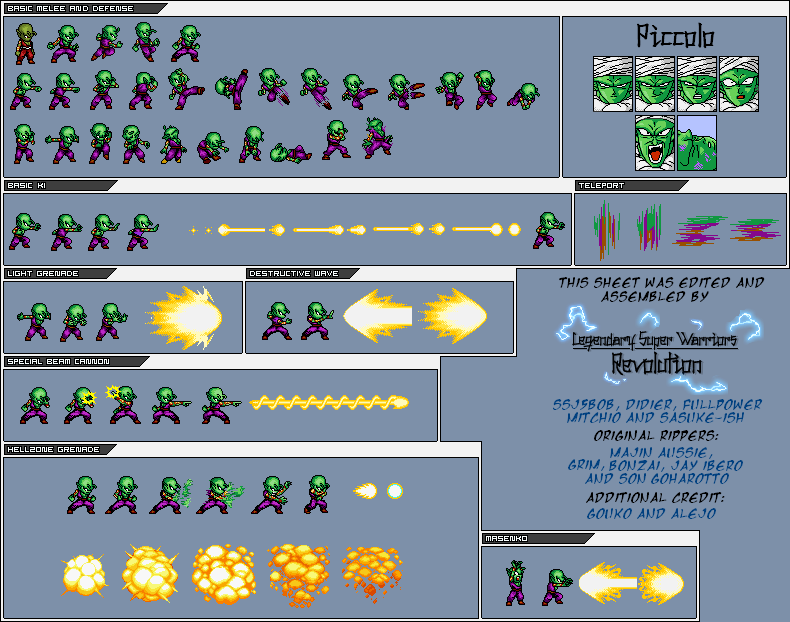 BASIC MELEE AND DEFENSE
Piccolo
BASIC KI
TELEPORT
LIGHT GRENADE
DESTRUCTIVE WAVE
THIS SHEET WAS EDITED AND
ASSEMBLED BY
Legendary Super Warriors
Revolution
SPECIAL BEAM CANNON
SSJ5BOB, DIDIER, FULLPOWER
MITCHIO AND SASUKE-ISH
ORIGINAL RIPPERS:
MAJIN AUSSIE,
GRIM, BONZAI, JAY IBERO
AND SON GOHAROTTO
ADDITIONAL CREDIT:
GOUKO AND ALEJO
HELLZONE GRENADE
MASENKO